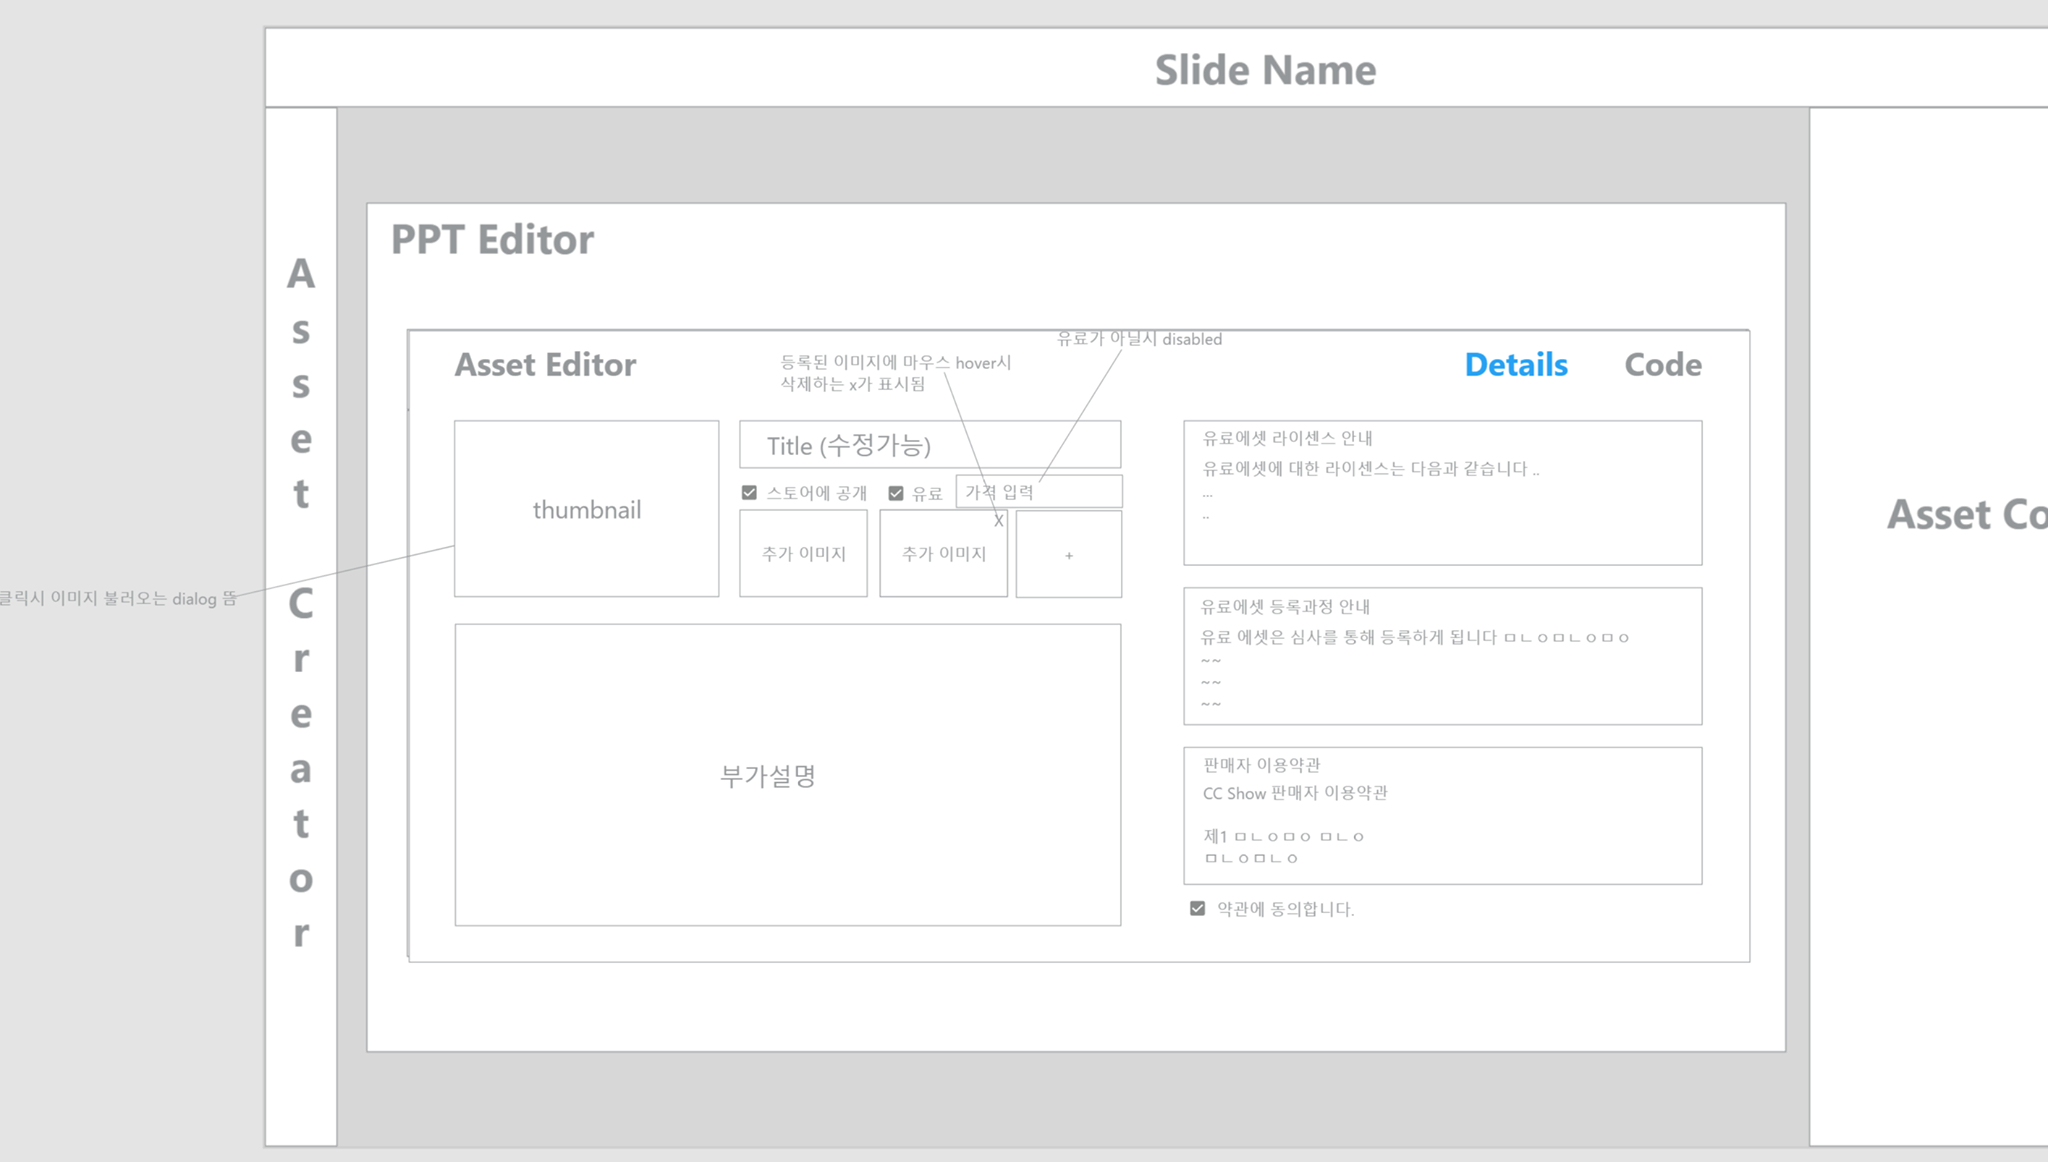 Slide Name
Asset Creator
PPT Editor
Asset Editor
등록된 이미지에 마우스 hover시
삭제하는 x가 표시됨
유료가 아닐시 disabled
Details
Code
thumbnail
Title (수정가능)
스토어에 공개
유료
가격 입력
추가 이미지
추가 이미지
X
+
클릭시 이미지 불러오는 dialog 뜸
부가설명
유료에셋 라이센스 안내
유료에셋에 대한 라이센스는 다음과 같습니다 ..
...
..
유료에셋 등록과정 안내
유료 에셋은 심사를 통해 등록하게 됩니다 ㅁㄴㅇㅁㄴㅇㅁㅇ
~~
~~
~~
판매자 이용약관
CC Show 판매자 이용약관
제1 ㅁㄴㅇㅁㅇ ㅁㄴㅇ
ㅁㄴㅇㅁㄴㅇ
약관에 동의합니다.
Asset Co